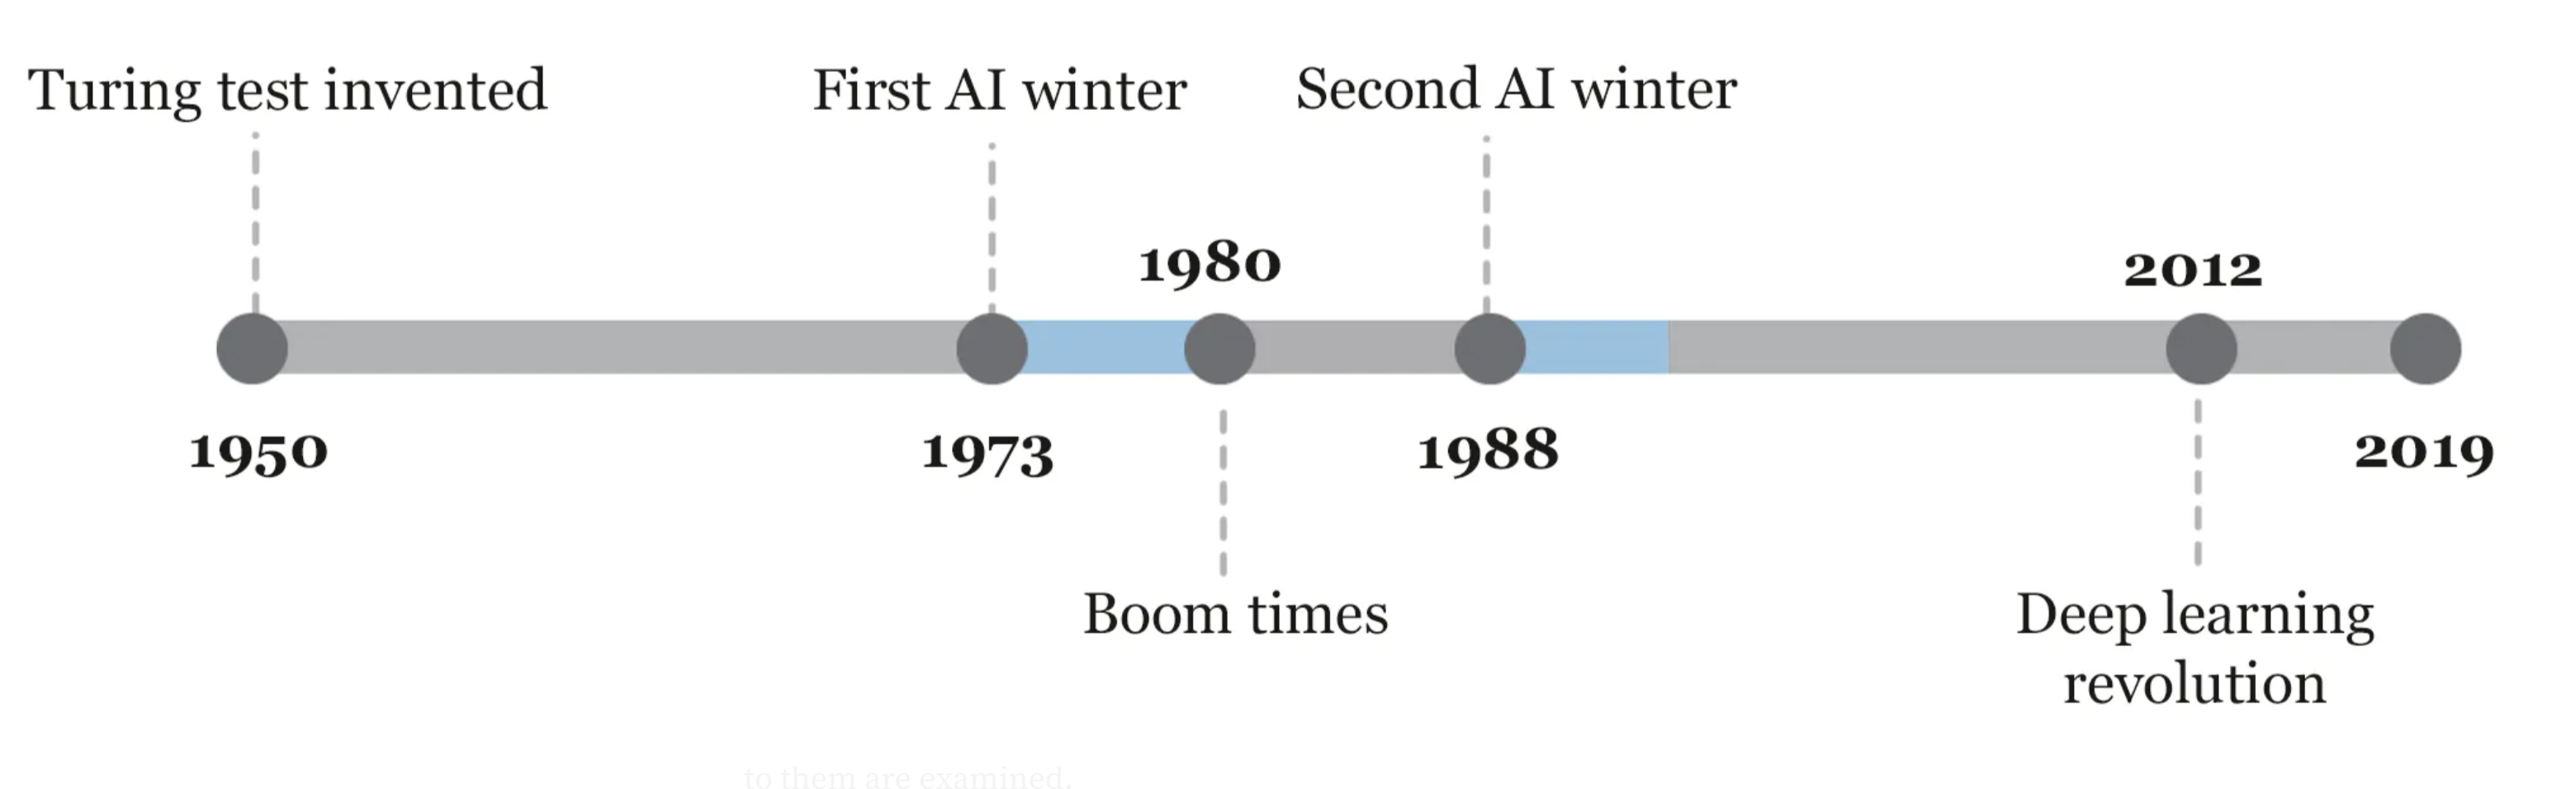 Turing test invented
First AI winter
Second AI winter
1980
2012
1950
1973
1988
2019
Boom times
Deep learning
revolution
to them are examined.